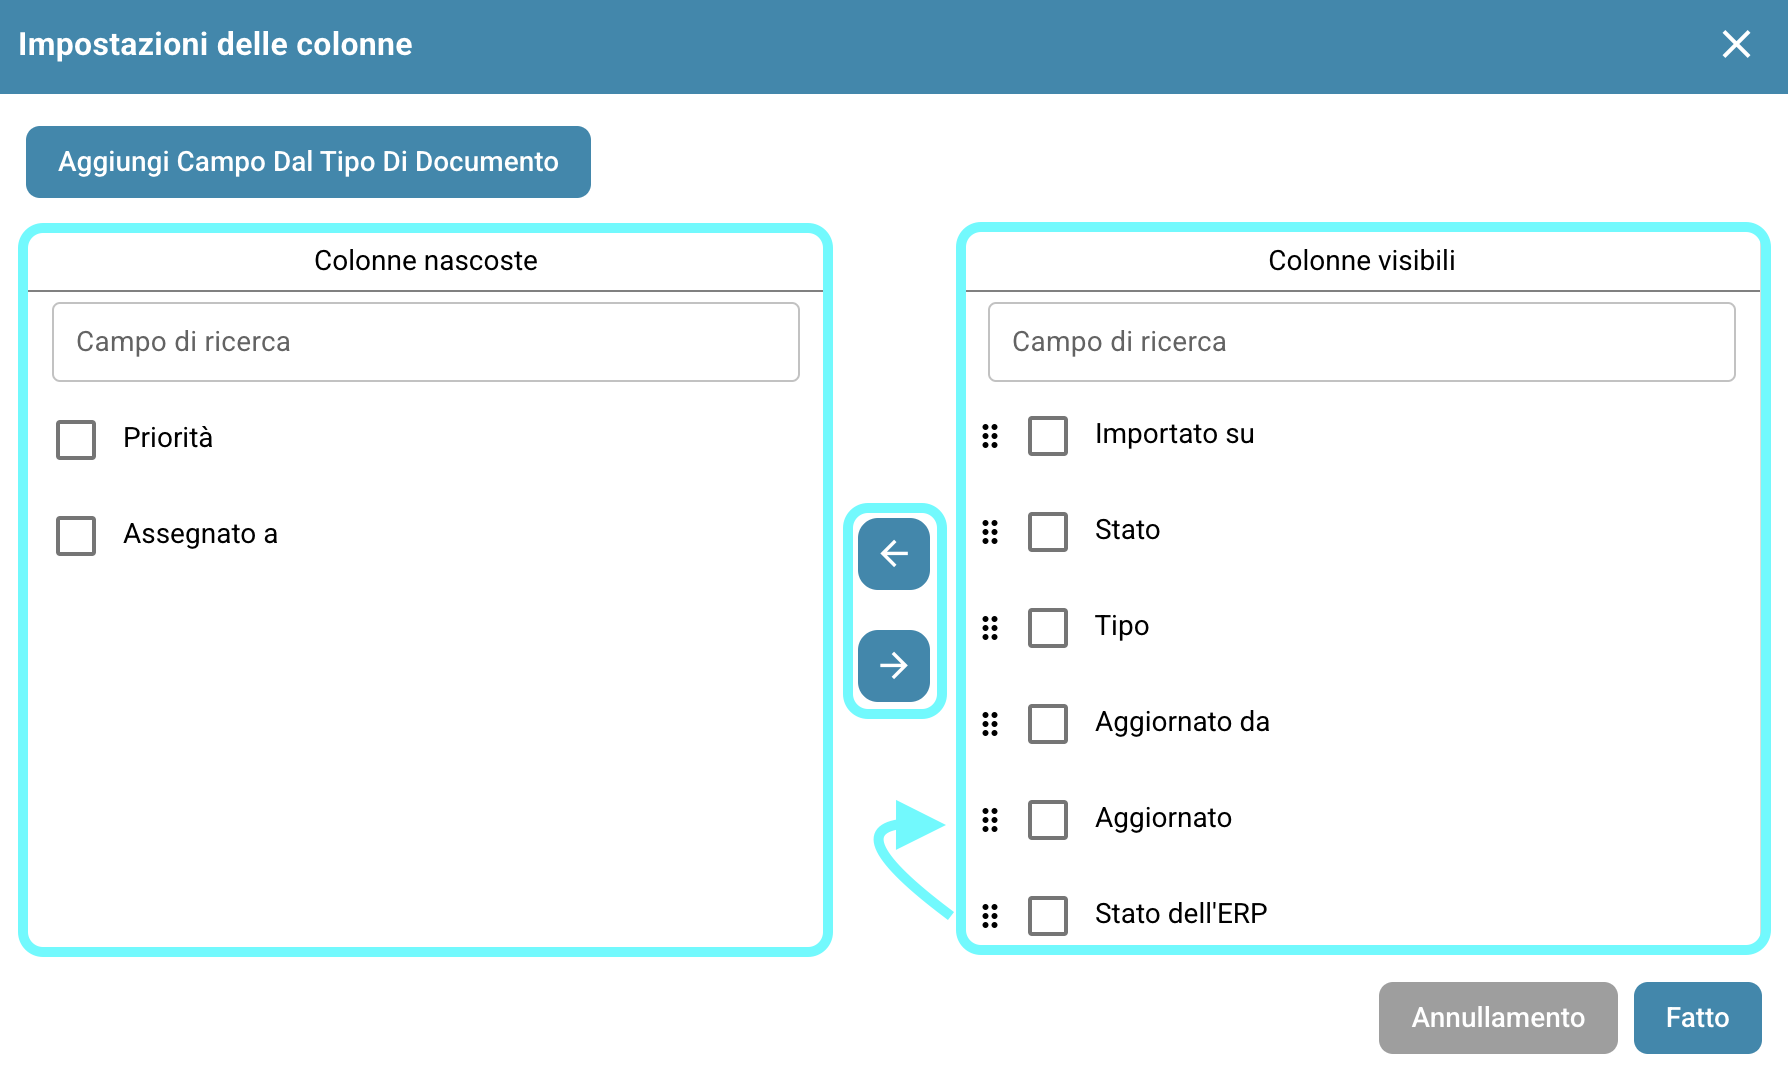 Impostazioni delle colonne
Aggiungi Campo Dal Tipo Di Documento
Colonne nascoste
Campo di ricerca
Priorità
Assegnato a
Colonne visibili
Campo di ricerca
Importato su
Stato
Tipo
Aggiornato da
Aggiornato
Stato dell'ERP
Annullamento
Fatto